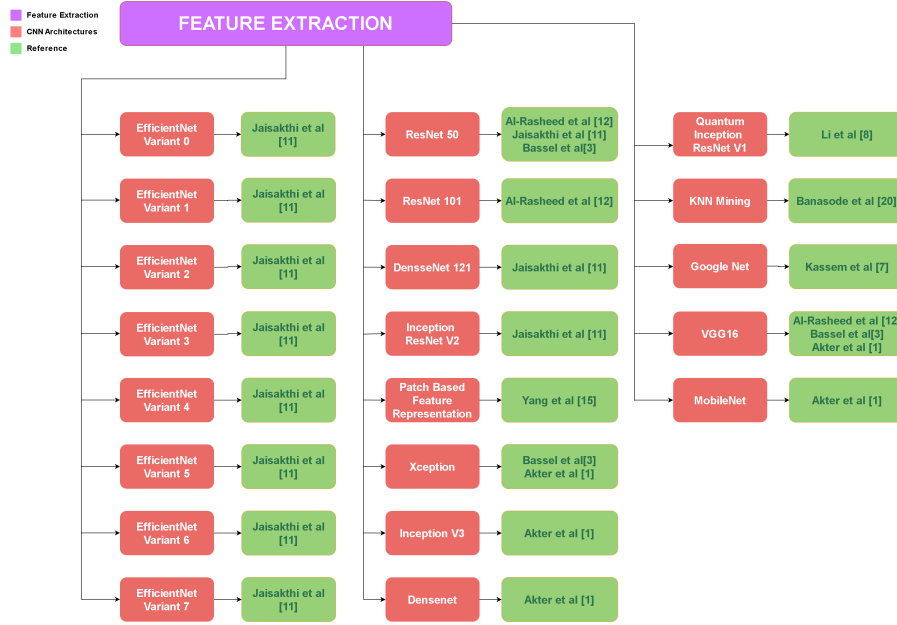 Feature Extraction
CNN Architectures
Reference
FEATURE EXTRACTION
EfficientNet
Variant 0
Jaisakthi et al
[11]
EfficientNet
Variant 1
Jaisakthi et al
[11]
EfficientNet
Variant 2
Jaisakthi et al
[11]
EfficientNet
Variant 3
Jaisakthi et al
[11]
EfficientNet
Variant 4
Jaisakthi et al
[11]
EfficientNet
Variant 5
Jaisakthi et al
[11]
EfficientNet
Variant 6
Jaisakthi et al
[11]
EfficientNet
Variant 7
Jaisakthi et al
[11]
ResNet 50
Al-Rasheed et al [12]
Jaisakthi et al [11]
Bassel et al[3]
ResNet 101
Al-Rasheed et al [12]
DensseNet 121
Jaisakthi et al [11]
Inception
ResNet V2
Jaisakthi et al [11]
Patch Based
Feature
Representation
Yang et al [15]
Xception
Bassel et al[3]
Akter et al [1]
Inception V3
Akter et al [1]
Densenet
Akter et al [1]
Quantum
Inception
ResNet V1
Li et al [8]
KNN Mining
Banasode et al [20]
Google Net
Kassem et al [7]
VGG16
Al-Rasheed et al [12
Bassel et al[3]
Akter et al [1]
MobileNet
Akter et al [1]